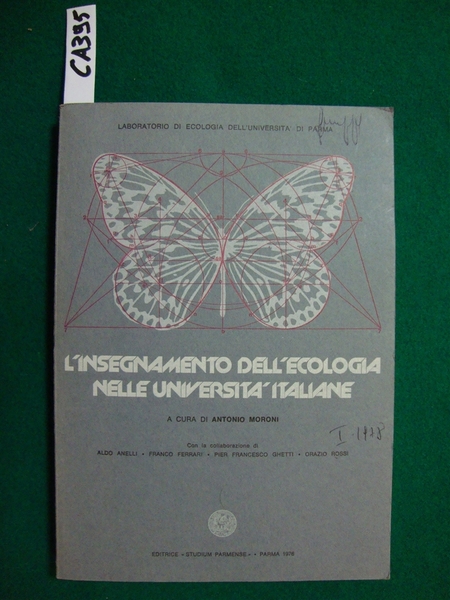 CA395
LABORATORIO DI ECOLOGIA DELL'UNIVERSITA' DI PARMA
L'INSEGNAMENTO DELL'ECOLOGIA
NELLE UNIVERSITA' ITALIANE
A CURA DI ANTONIO MORONI
I-1978
Con la collaborazione di
ALDO ANELLI • FRANCO FERRARI • PIER FRANCESCO GHETTI • ORAZIO ROSSI
EDITRICE «STUDIUM PARMENSE» • PARMA 1978